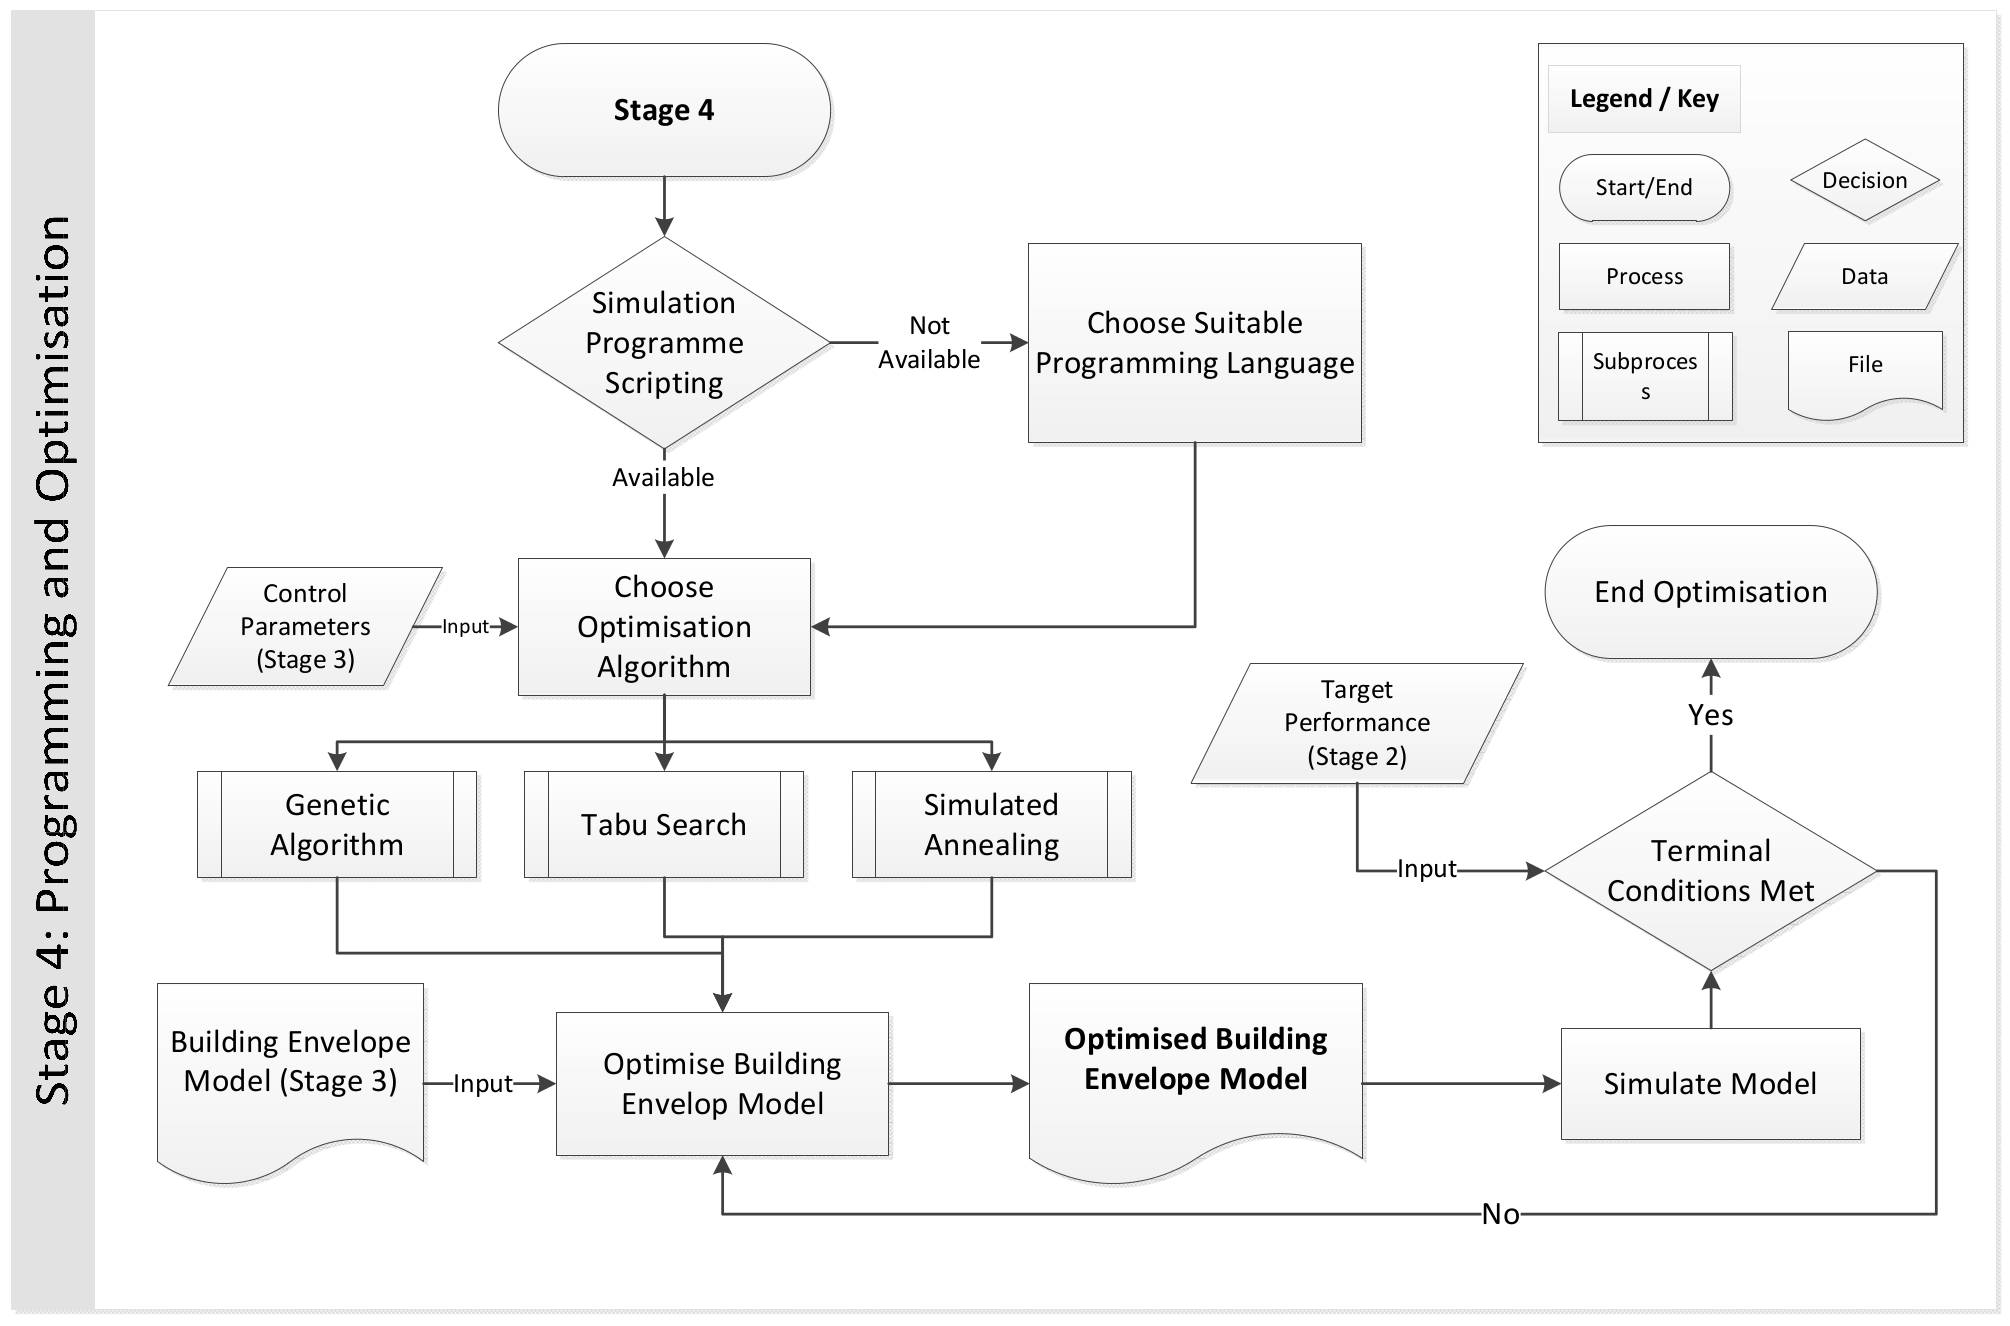 Stage 4: Programming and Optimisation
Stage 4
Legend / Key
Start/End
Decision
Process
Data
Subproces
s
File
Simulation
Programme
Scripting
Not
Available
Choose Suitable
Programming Language
Available
Control
Parameters
(Stage 3)
Input
Choose
Optimisation
Algorithm
End Optimisation
Target
Performance
(Stage 2)
Yes
Genetic
Algorithm
Tabu Search
Simulated
Annealing
Input
Terminal
Conditions Met
Building Envelope
Model (Stage 3)
Input
Optimise Building
Envelop Model
Optimised Building
Envelope Model
Simulate Model
No